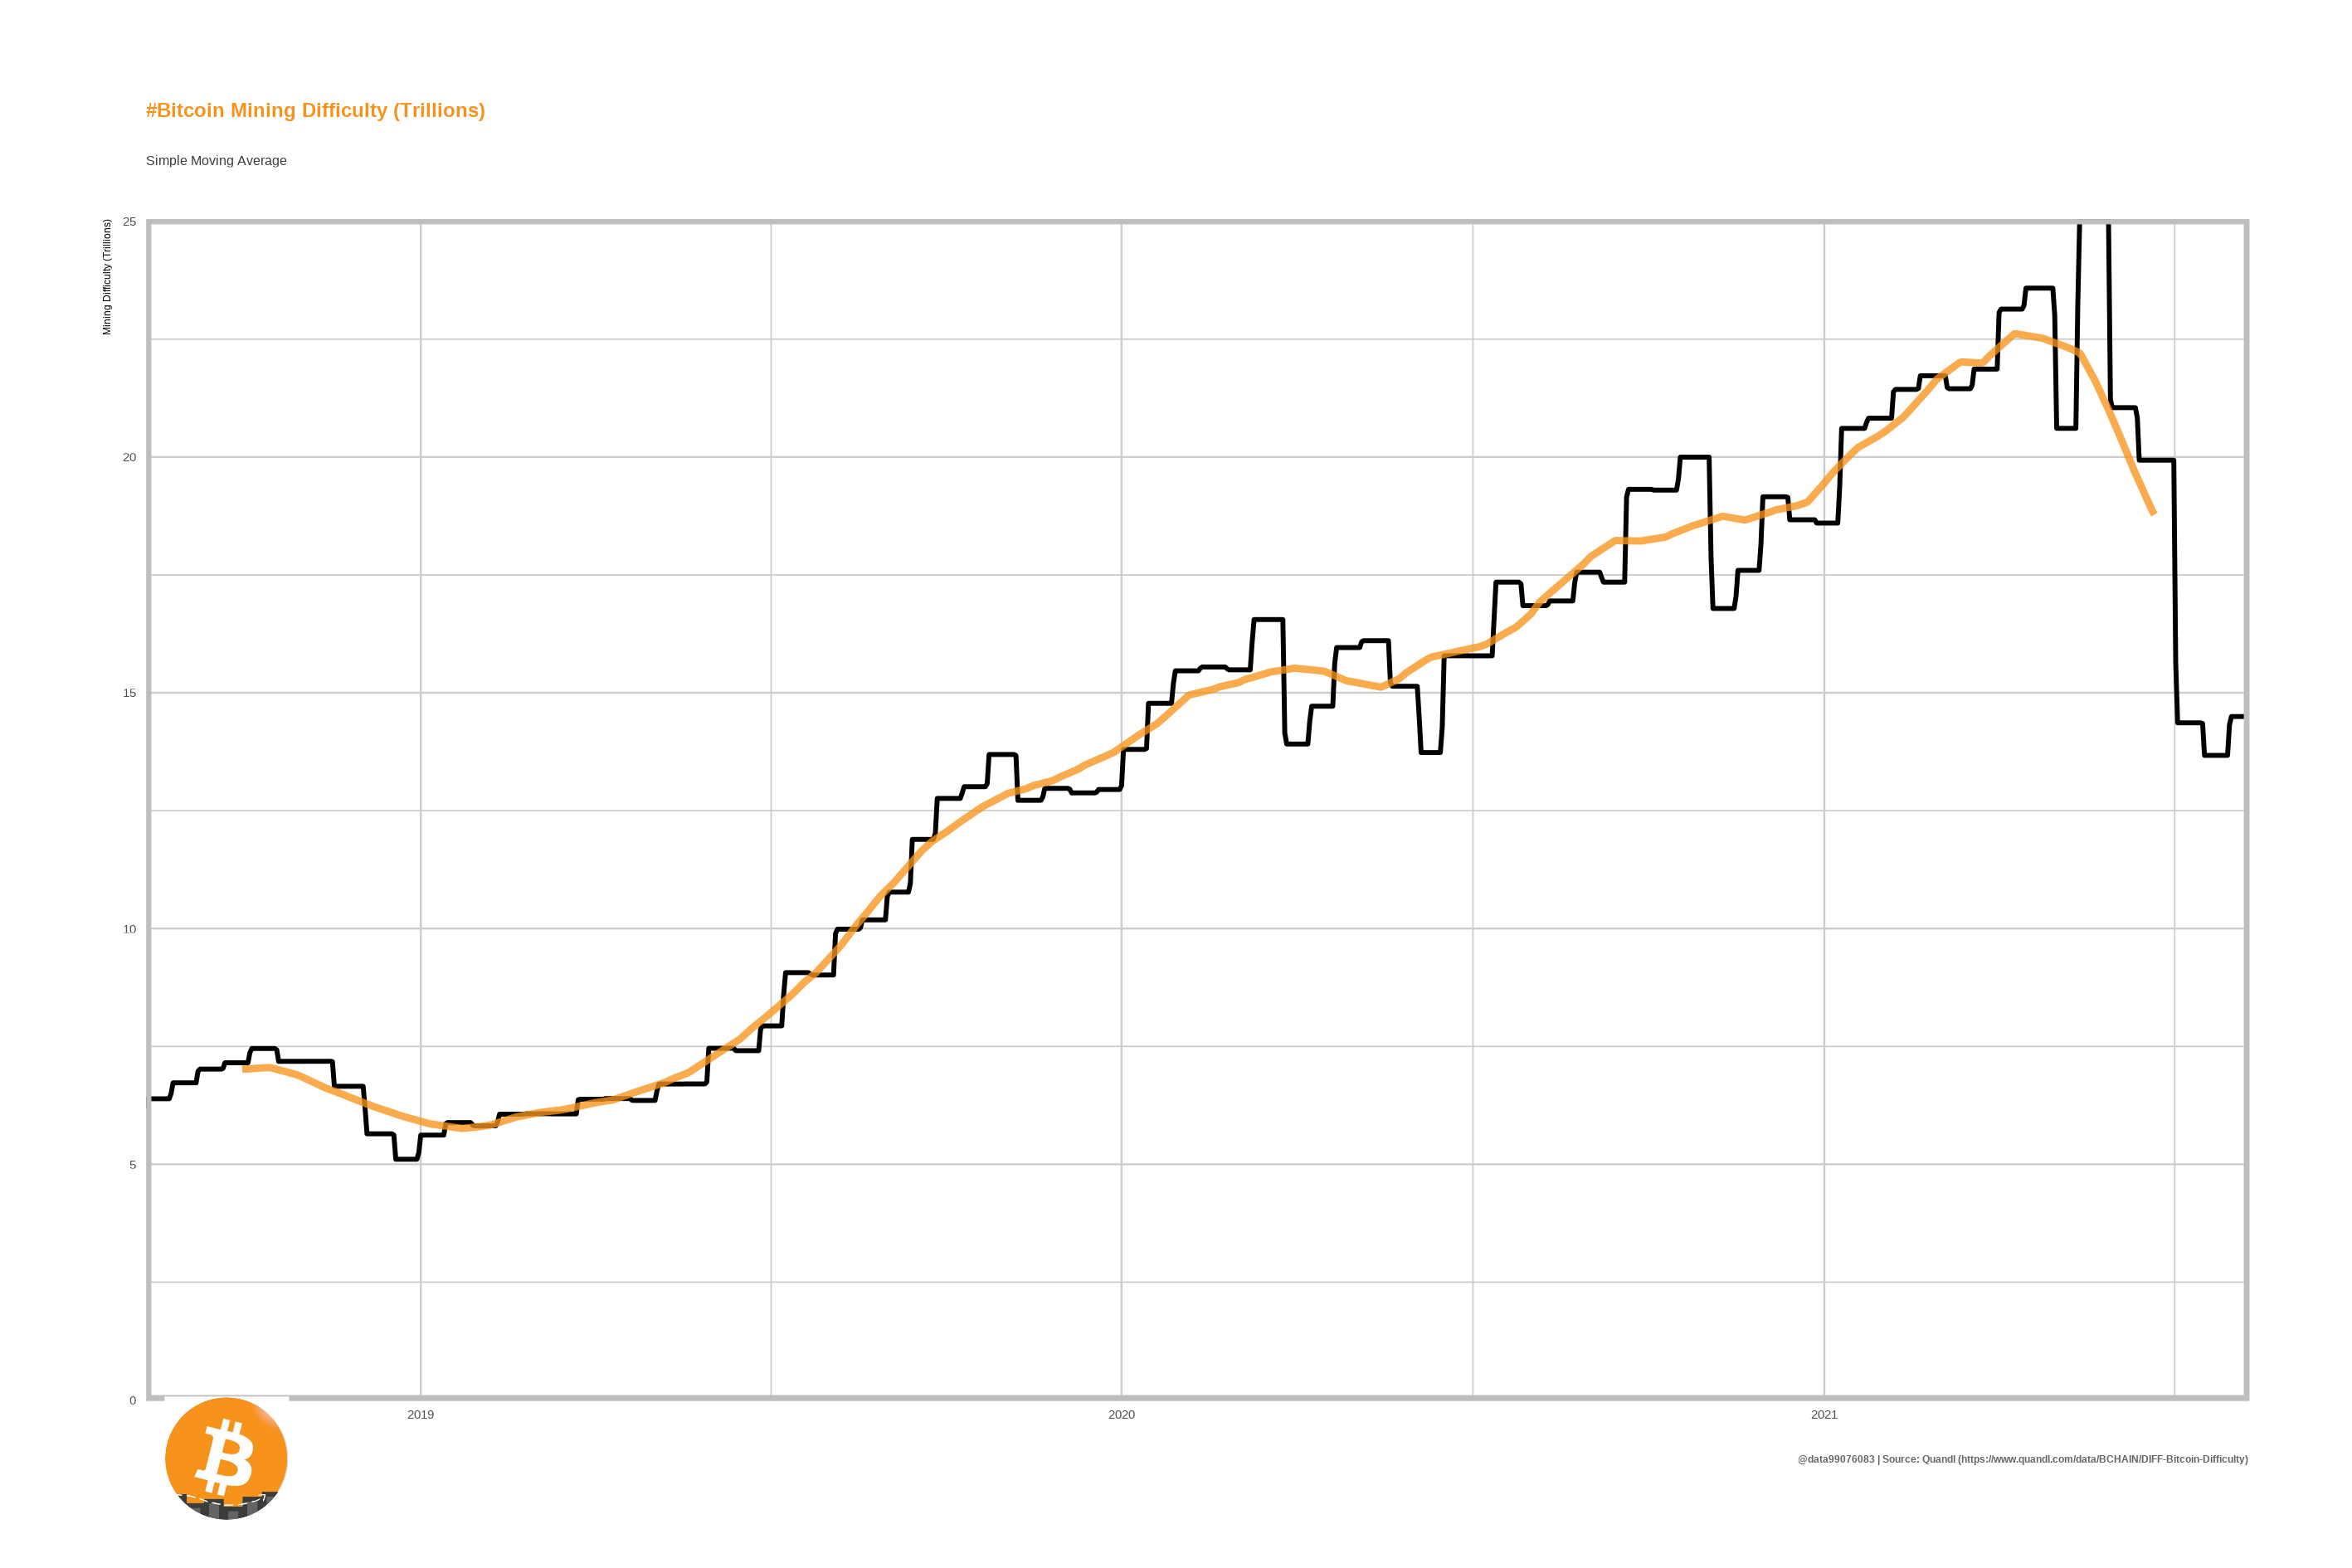 #Bitcoin Mining Difficulty (Trillions)
Simple Moving Average
Mining Difficulty (Trillions)
25
20
15
10
5
0
2019
2020
2021
@data99076083 | Source: Quandl (https://www.quandl.com/data/BCHAIN/DIFF-Bitcoin-Difficulty)